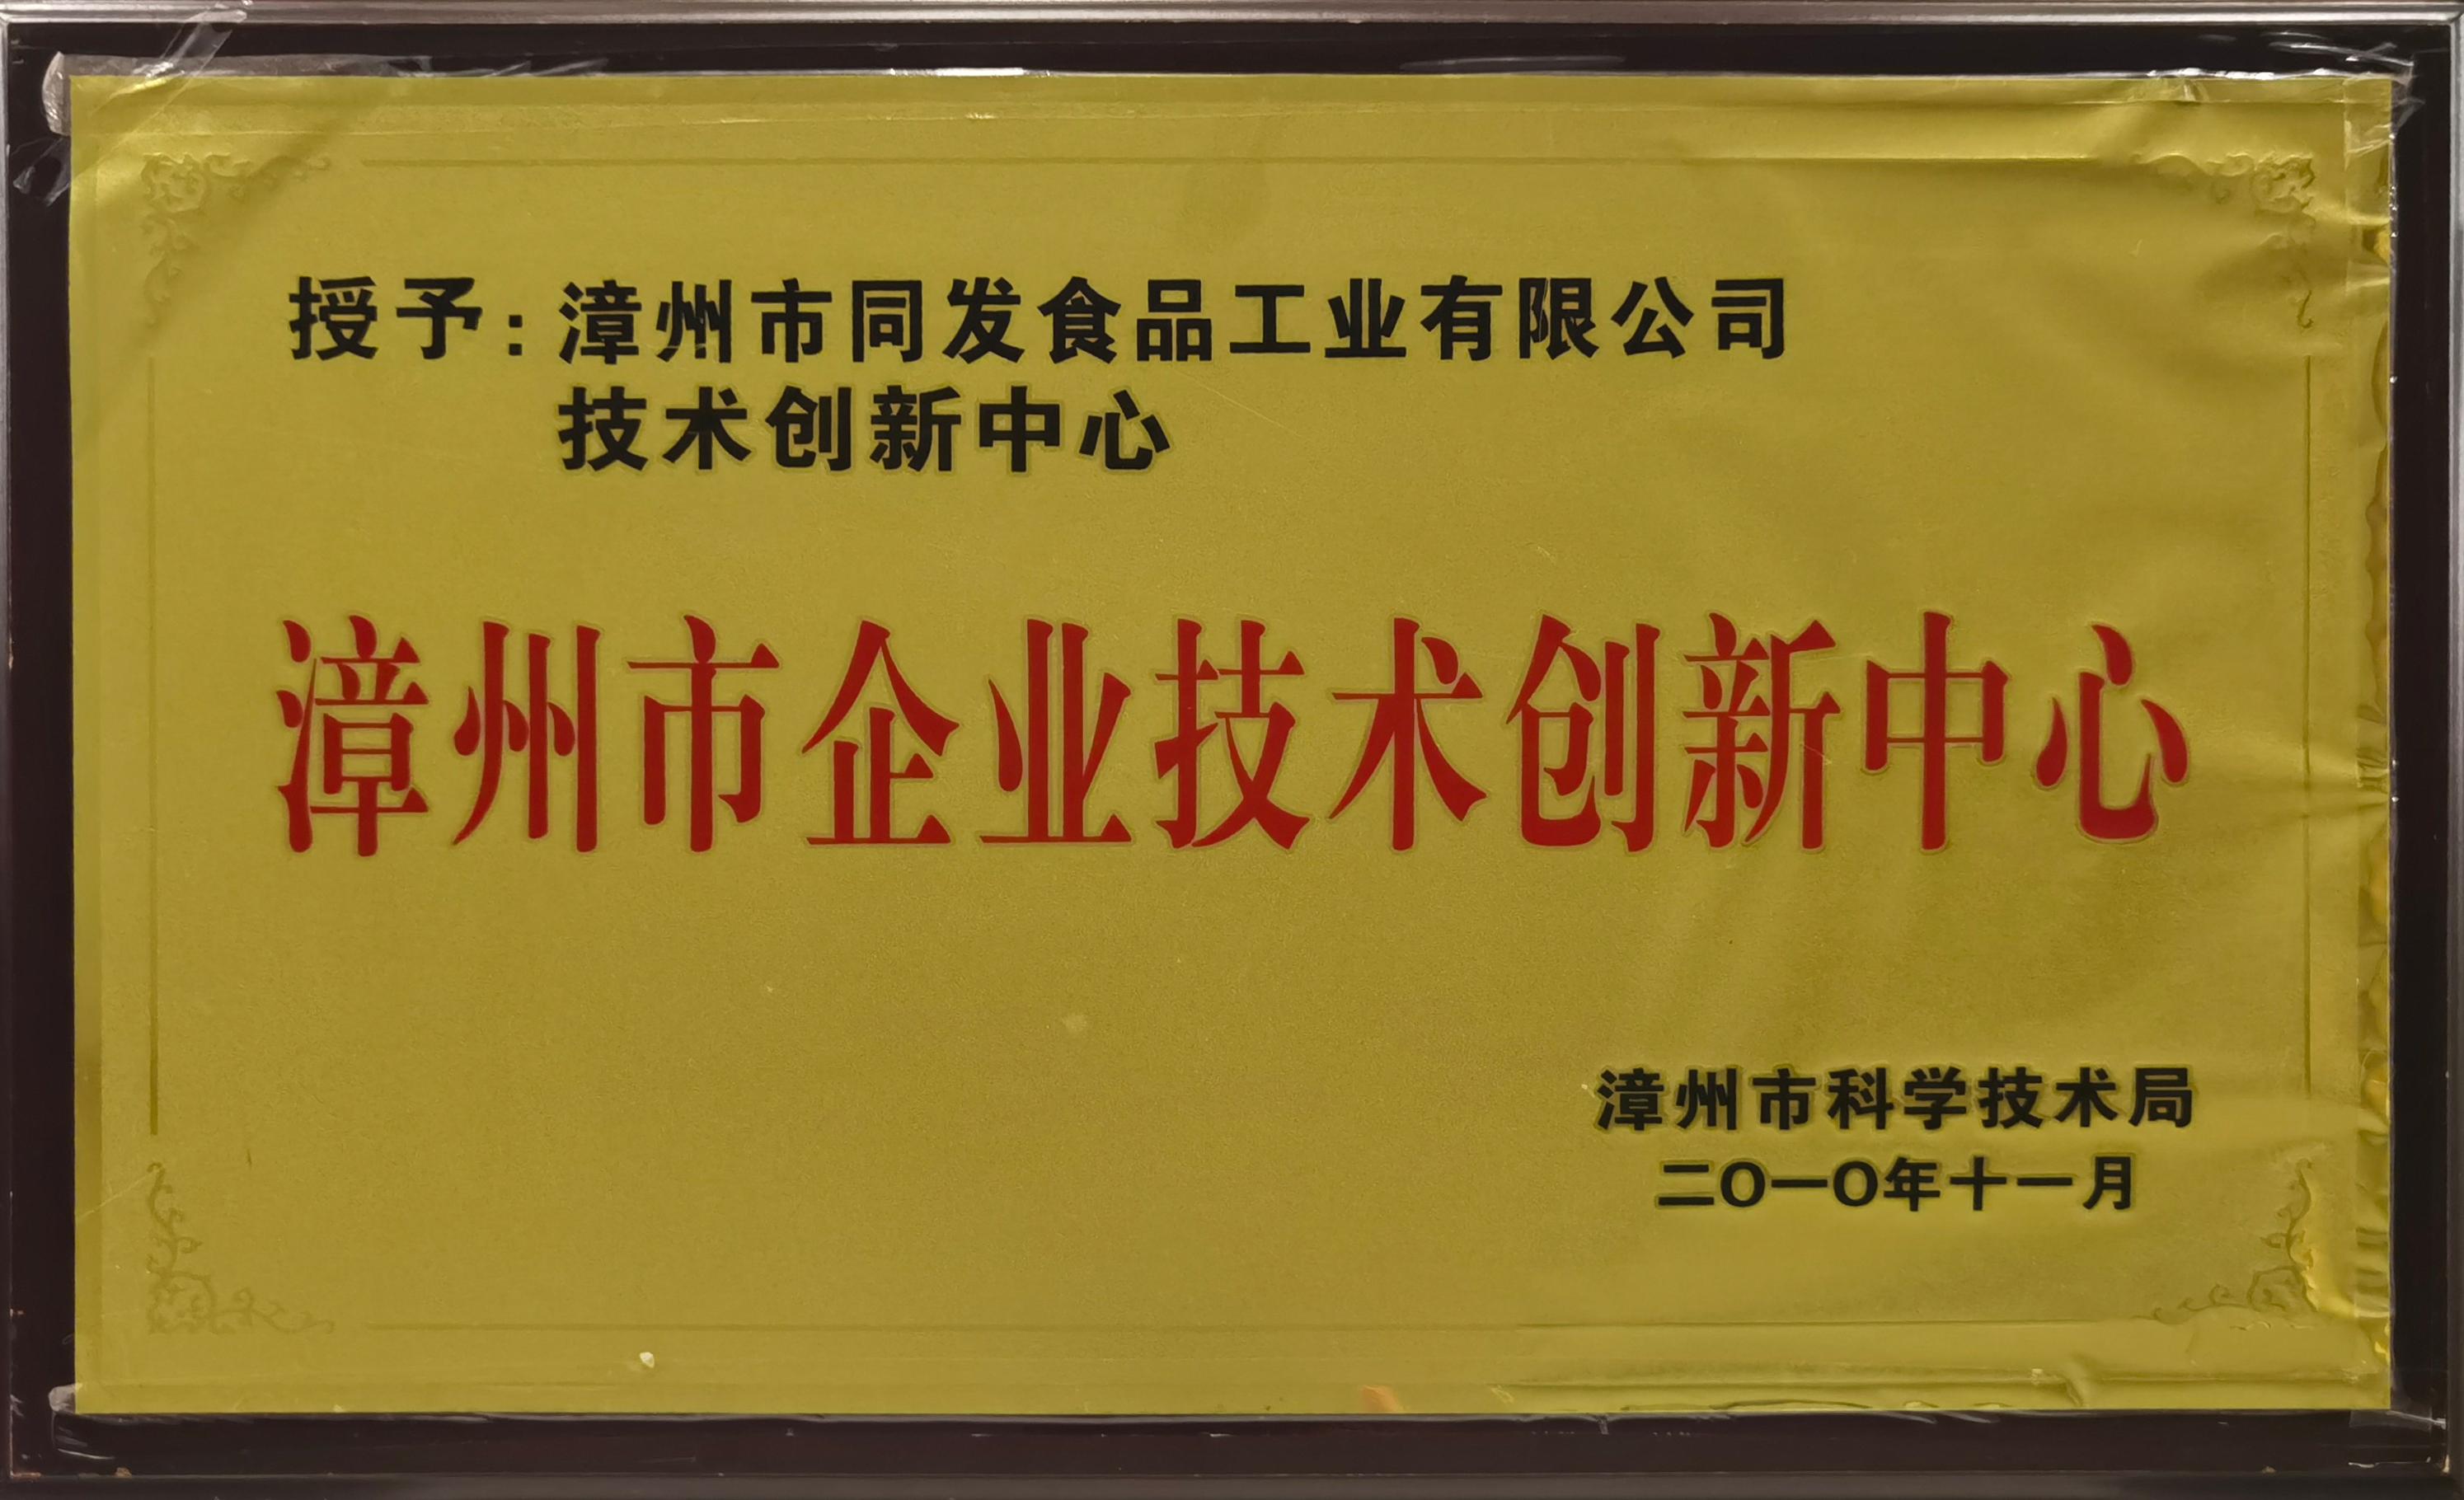 授予:漳州市同发食品工业有限公司
技术创新中心
漳州市企业技术创新中心
漳州市科学技术局
二〇一〇年十一月